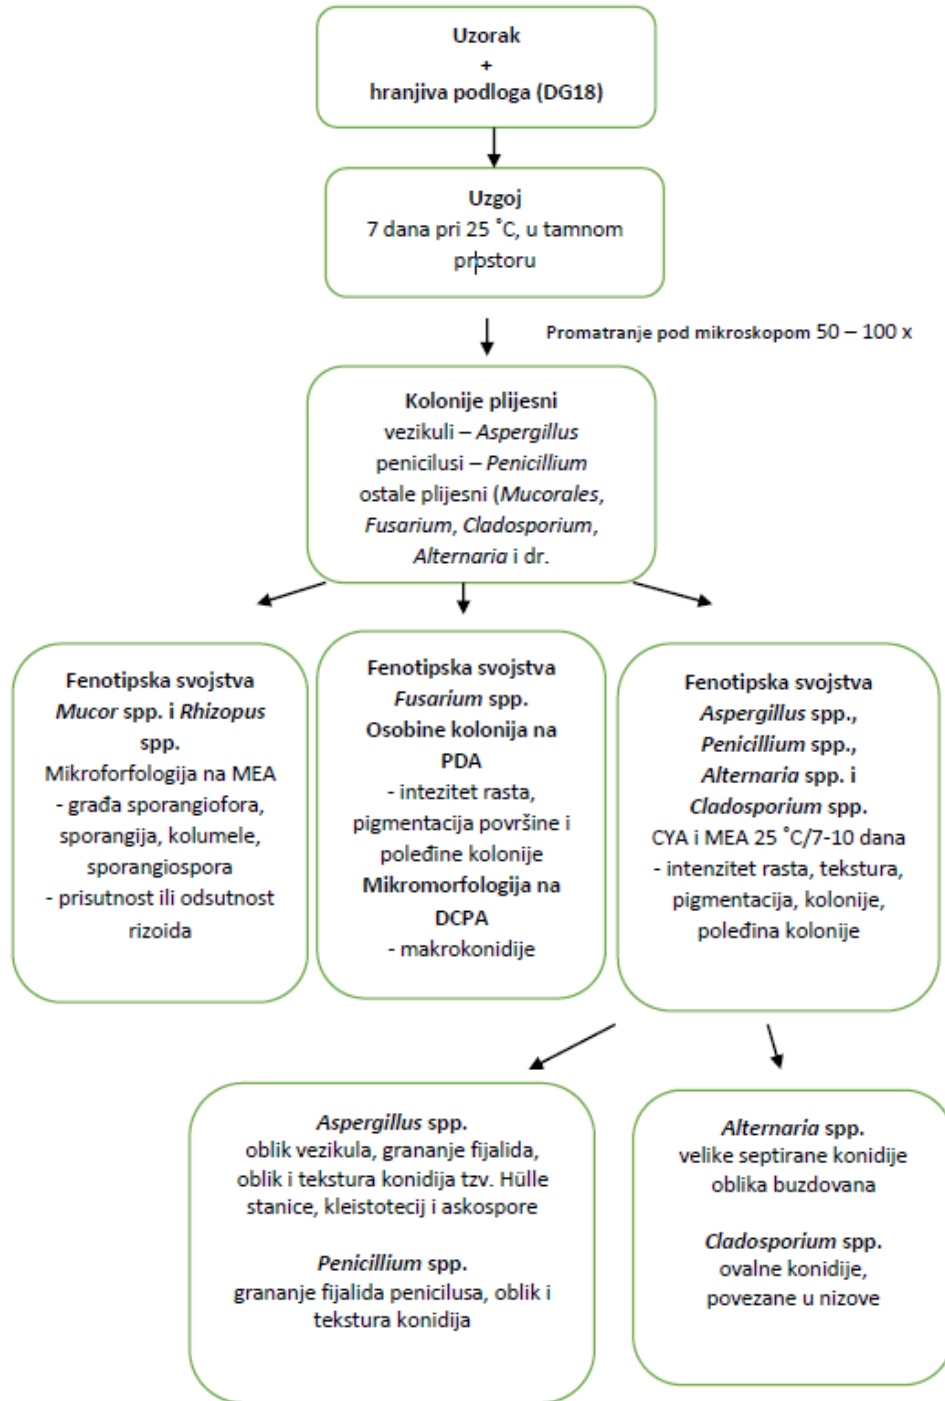 Uzorak
+
hranjiva podloga (DG18)
Uzgoj
7 dana pri 25 ˚C, u tamnom
prostoru
Promatranje pod mikroskopom 50 – 100 x
Kolonije plijesni
vezikuli – Aspergillus
penicilusi – Penicillium
ostale plijesni (Mucorales,
Fusarium, Cladosporium,
Alternaria i dr.
Fenotipska svojstva
Mucor spp. i Rhizopus
spp.
Mikroforfologija na MEA
- građa sporangiofora,
sporangija, kolumele,
sporangiospora
- prisutnost ili odsutnost
rizoida
Fenotipska svojstva
Fusarium spp.
Osobine kolonija na
PDA
- intezitet rasta,
pigmentacija površine i
poleđine kolonije
Mikromorfologija na
DCPA
- makrokonidije
Fenotipska svojstva
Aspergillus spp.,
Penicillium spp.,
Alternaria spp. i
Cladosporium spp.
CYA i MEA 25 ˚C/7-10 dana
- intenzitet rasta, tekstura,
pigmentacija, kolonije,
poleđina kolonije
Aspergillus spp.
oblik vezikula, grananje fijalida,
oblik i tekstura konidija tzv. Hülle
stanice, kleistotecij i askospore
Penicillium spp.
grananje fijalida penicilusa, oblik i
tekstura konidija
Alternaria spp.
velike septirane konidije
oblika buzdovana
Cladosporium spp.
ovalne konidije,
povezane u nizove